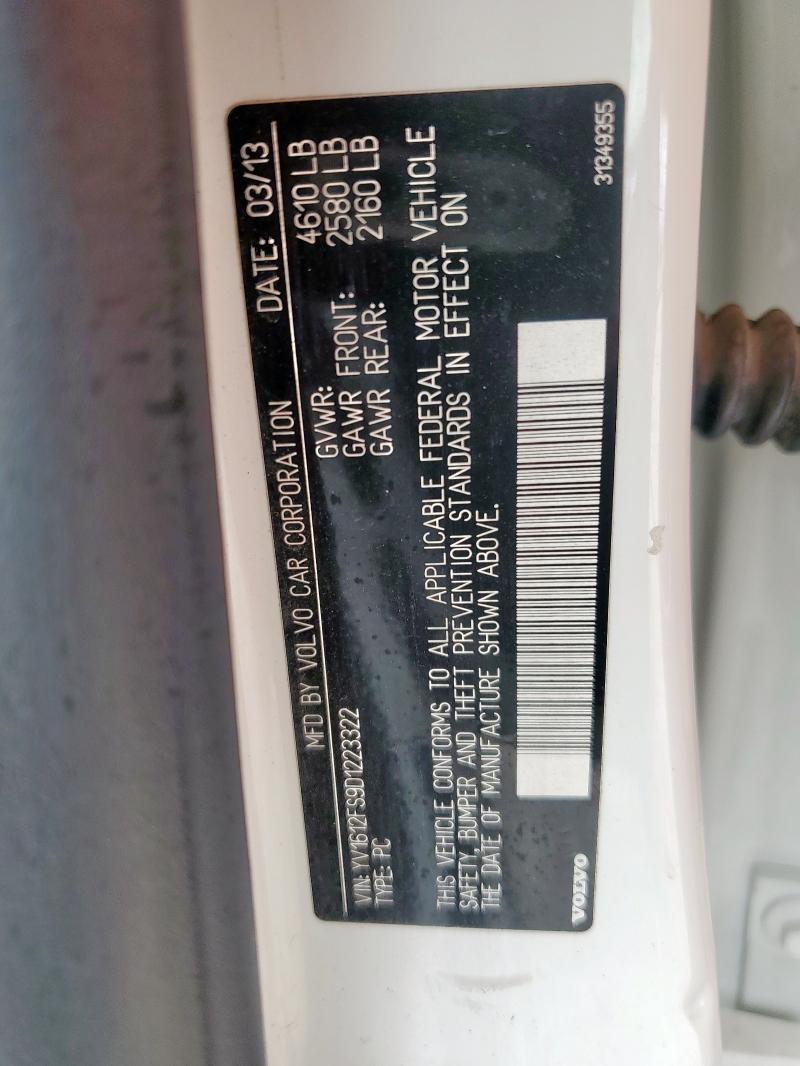 MFD BY VOLVO CAR CORPORATION DATE: 03/13
GVWR: 4610 LB
GAWR FRONT: 2580 LB
GAWR REAR: 2160 LB
VIN: YV1612FS9D1223322
TYPE: PC
THIS VEHICLE CONFORMS TO ALL APPLICABLE FEDERAL MOTOR VEHICLE
SAFETY, BUMPER AND THEFT PREVENTION STANDARDS IN EFFECT ON
THE DATE OF MANUFACTURE SHOWN ABOVE.
VOLVO
31349355